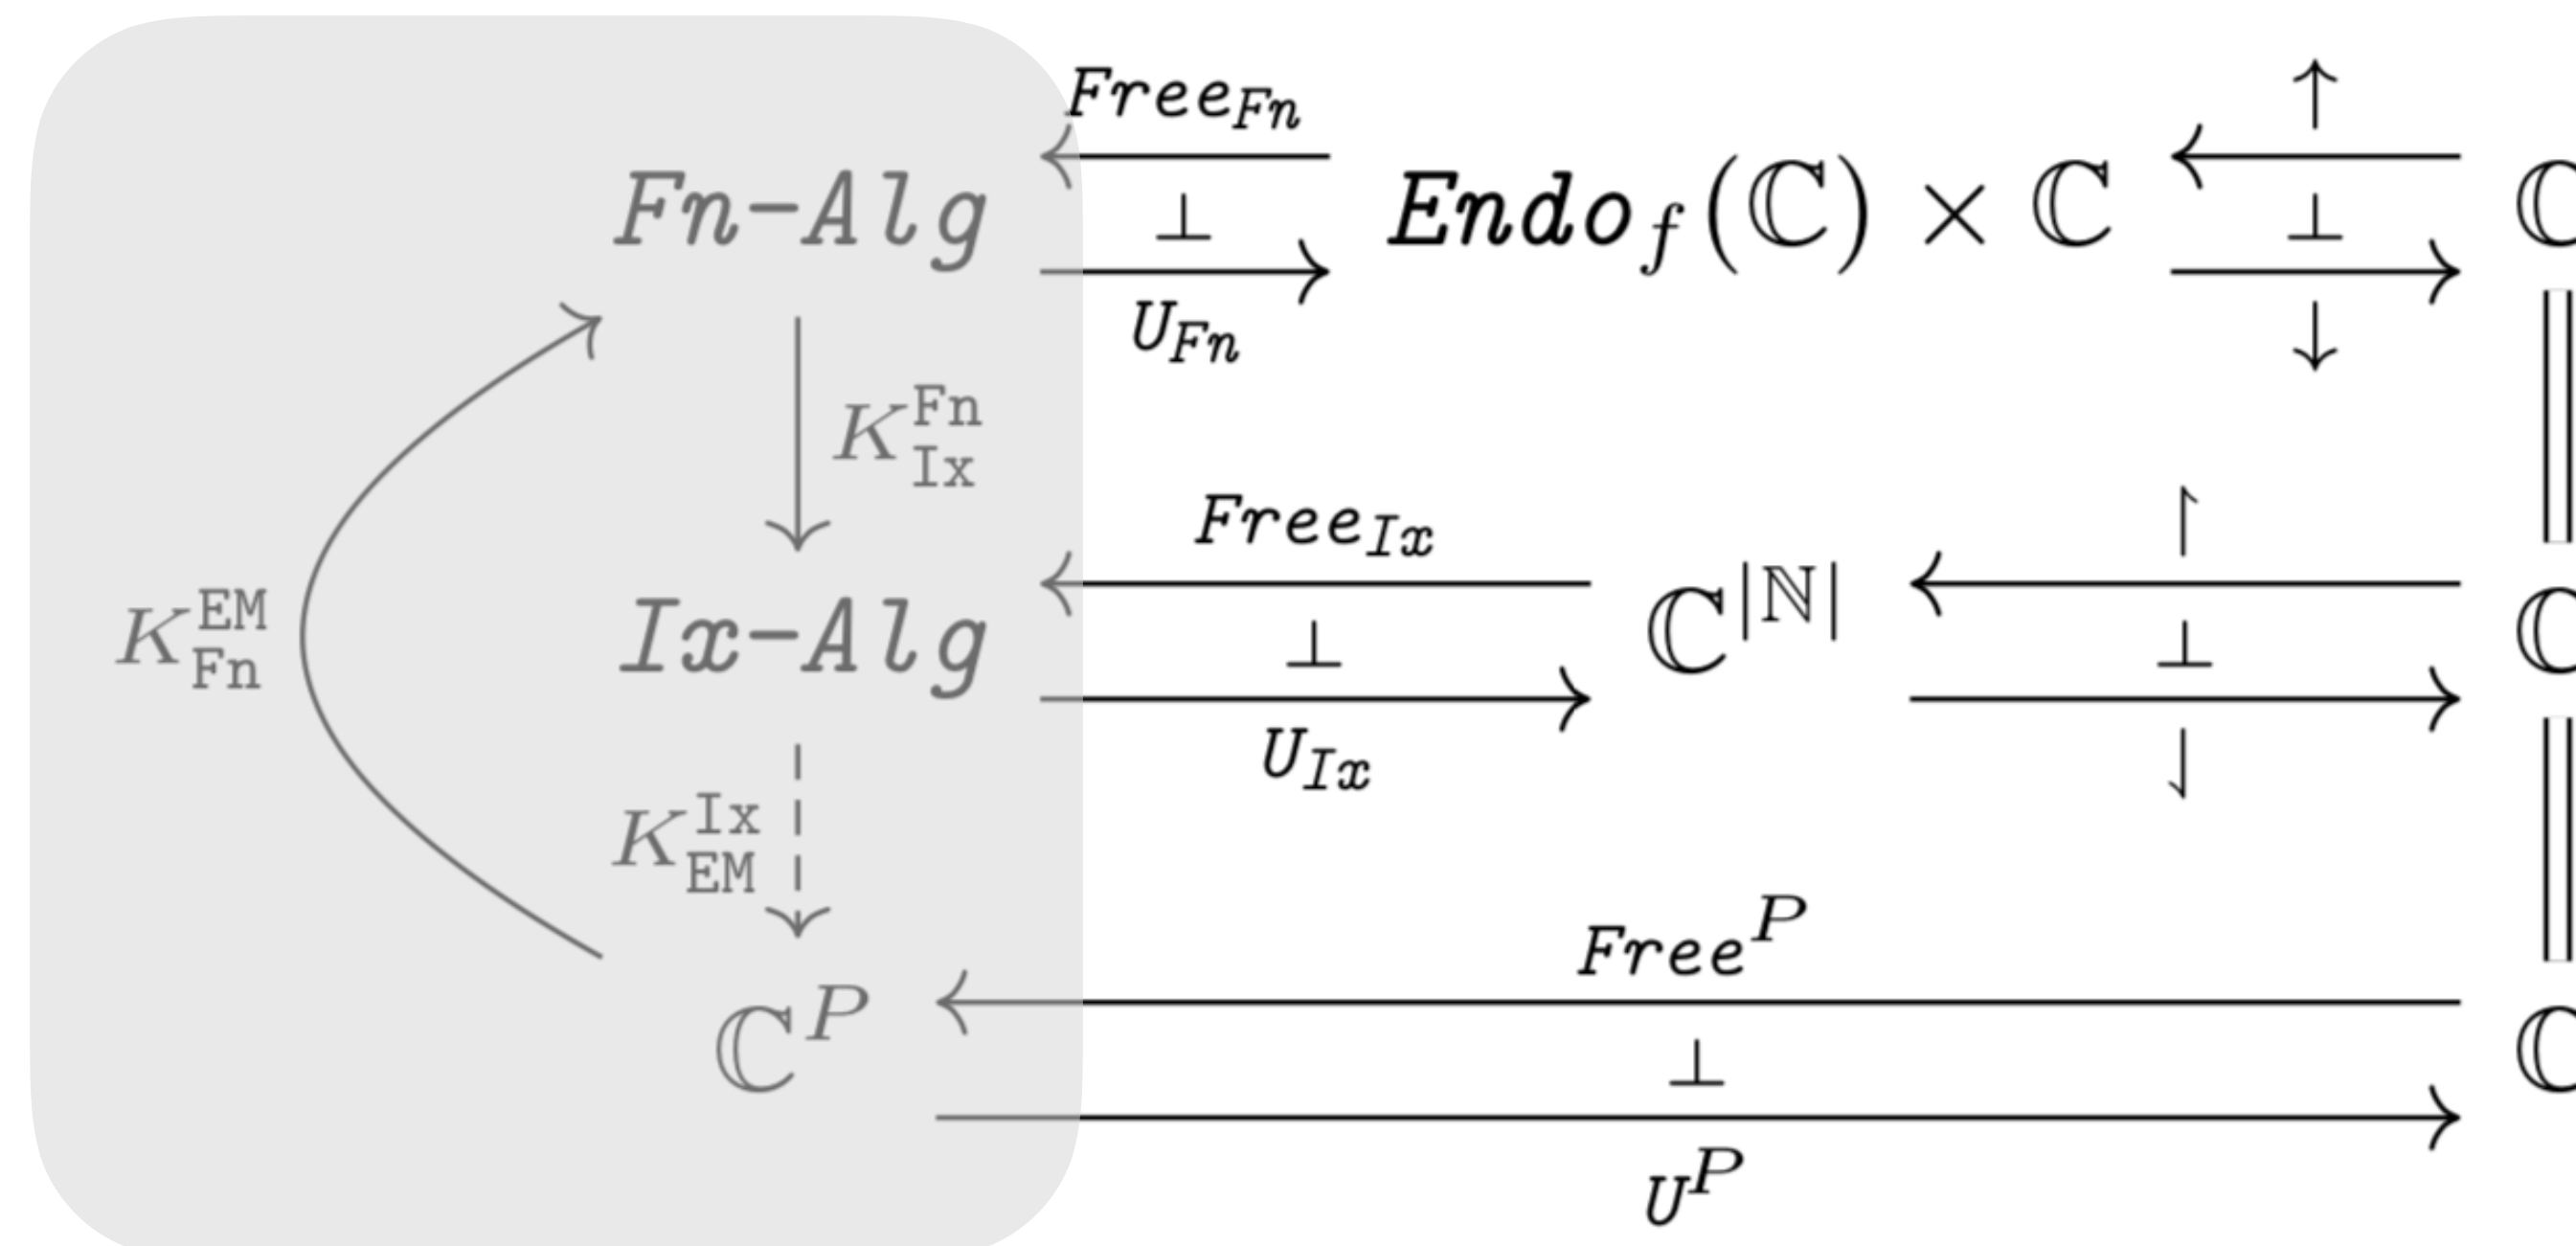 Free_{Fn} ↑
Fn-Alg ⊥ Endo_f(ℂ) × ℂ ⊥ ℂ
U_{Fn} ↓
K^{Fn}_{Ix}
Free_{Ix} ↾
K^{EM}_{Fn} Ix-Alg ⊥ ℂ^{|ℕ|} ⊥ ℂ
U_{Ix} ⇃
K^{Ix}_{EM}
Free^P
ℂ^P ⊥ ℂ
U^P